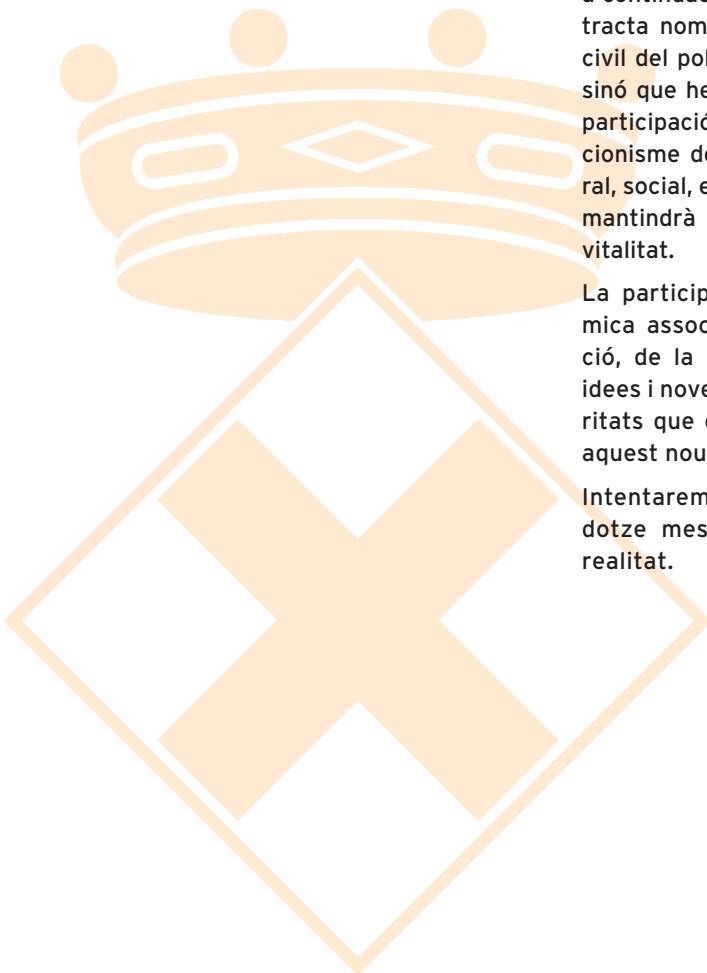 tracta nom
civil del pol
sinó que he
participació
cionisme de
ral, social, e
mantindrà
vitalitat.
La particip
mica assoc
ció, de la
idees i nove
ritats que
aquest nou
Intentarem
dotze mes
realitat.